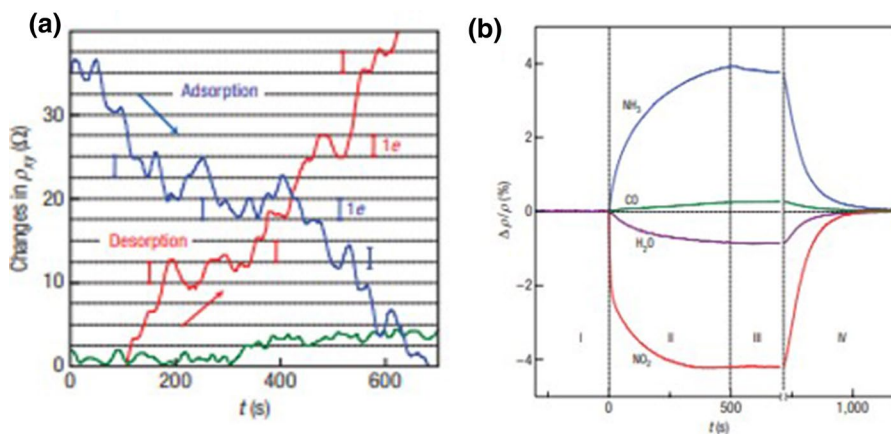 (a)
Changes in ρxy (Ω)
30
20
10
0
Adsorption
1e
1e
Desorption
0 200 400 600
t (s)
(b)
Δρ/ρ (%)
4
2
0
−2
−4
NH3
CO
H2O
NO2
I II III IV
0 500 1,000
t (s)